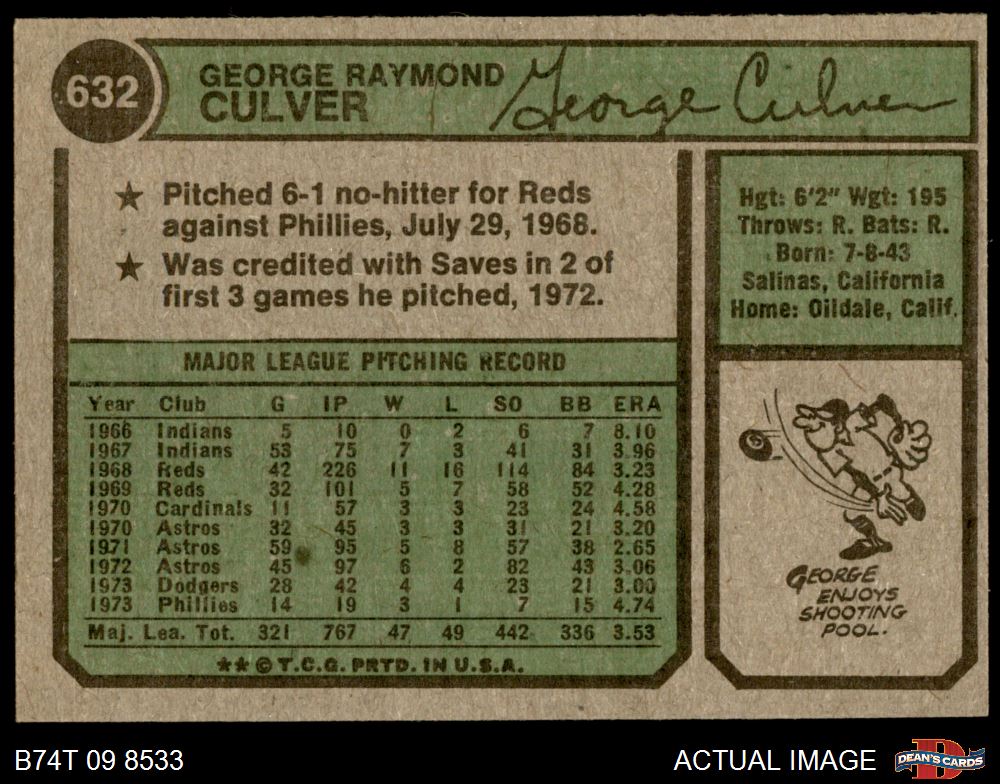 632
GEORGE RAYMOND
CULVER
George Culver
★ Pitched 6-1 no-hitter for Reds
against Phillies, July 29, 1968.
★ Was credited with Saves in 2 of
first 3 games he pitched, 1972.
Hgt: 6'2" Wgt: 195
Throws: R. Bats: R.
Born: 7-8-43
Salinas, California
Home: Oildale, Calif.
MAJOR LEAGUE PITCHING RECORD
Year Club G IP W L SO BB ERA
1966 Indians 5 10 0 2 6 7 8.10
1967 Indians 53 75 7 3 41 31 3.96
1968 Reds 42 226 11 16 114 84 3.23
1969 Reds 32 101 5 7 58 52 4.28
1970 Cardinals 11 57 3 3 23 24 4.58
1970 Astros 32 45 3 3 31 21 3.20
1971 Astros 59 95 5 8 57 38 2.65
1972 Astros 45 97 6 2 82 43 3.06
1973 Dodgers 28 42 4 4 23 21 3.00
1973 Phillies 14 19 3 1 7 15 4.74
Maj. Lea. Tot. 321 767 47 49 442 336 3.53
★★ © T.C.G. PRTD. IN U.S.A.
GEORGE
ENJOYS
SHOOTING
POOL.
B74T 09 8533
ACTUAL IMAGE
DEAN'S CARDS